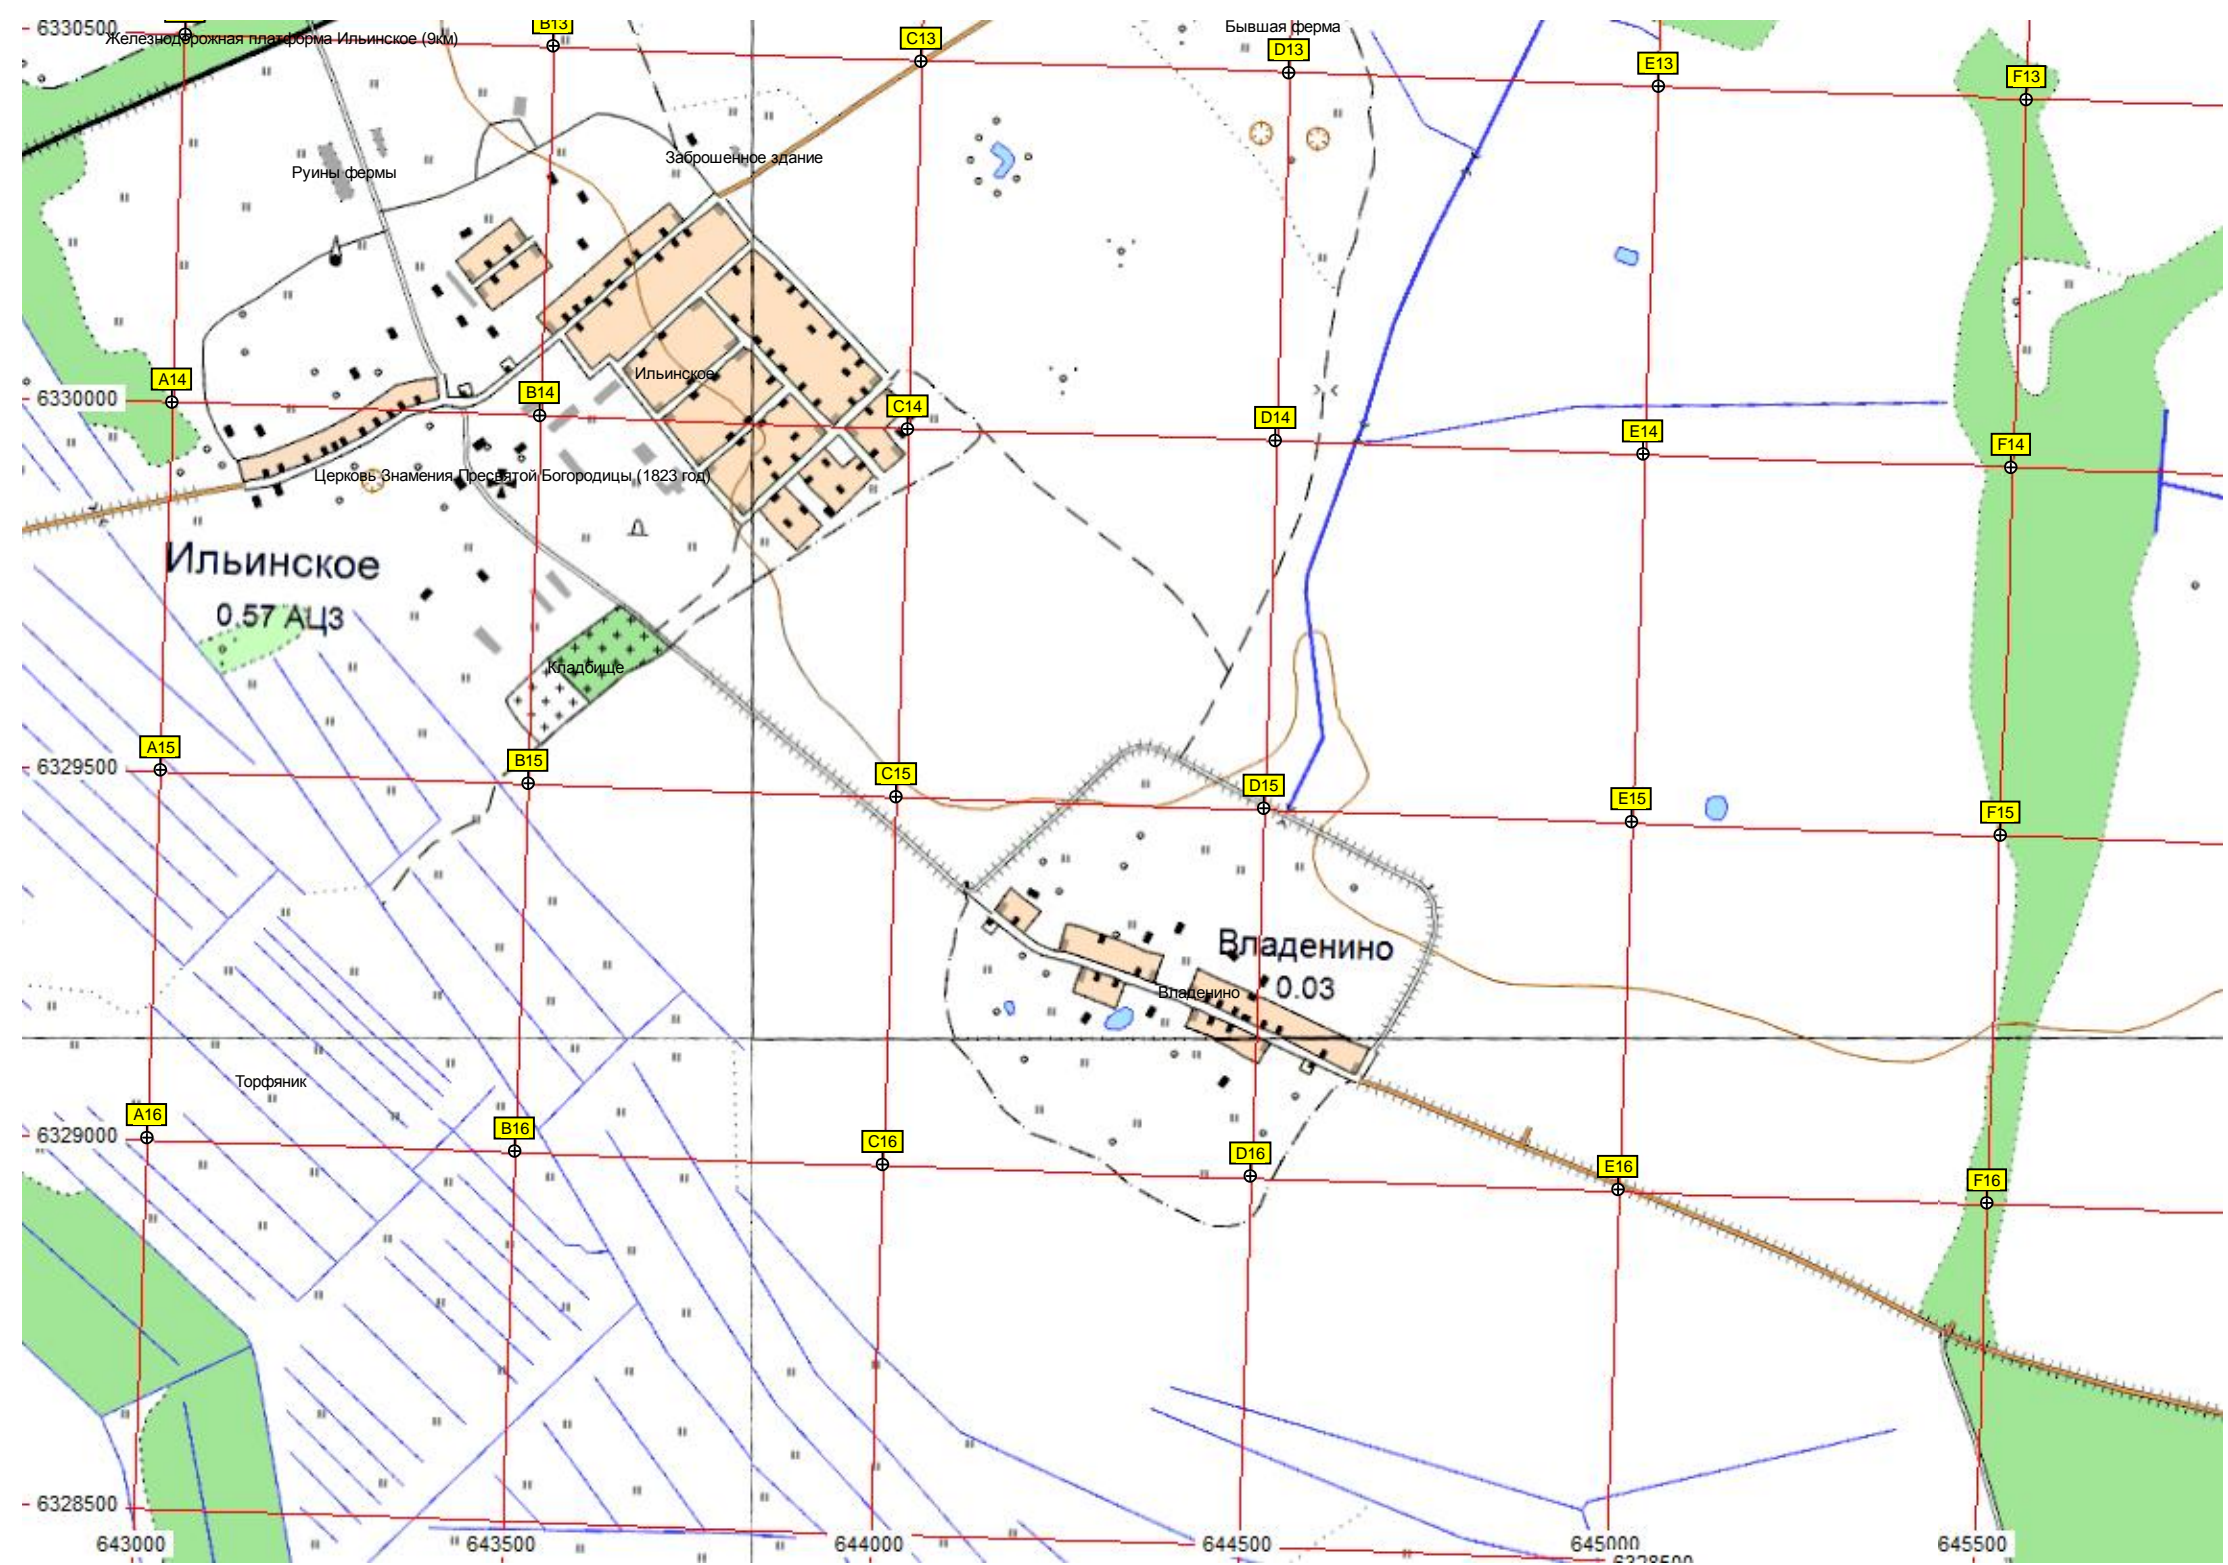 6330500
Железнодорожная платформа Ильинское (9км)
B13
C13
Бывшая ферма
D13
E13
F13
Заброшенное здание
Руины фермы
Ильинское
6330000
A14
B14
C14
D14
E14
F14
Церковь Знамения Пресвятой Богородицы (1823 год)
Ильинское
0.57 АЦЗ
Кладбище
6329500
A15
B15
C15
D15
E15
F15
Владенино
0.03
Владенино
Торфяник
6329000
A16
B16
C16
D16
E16
F16
6328500
643000
643500
644000
644500
645000
645500
6328500